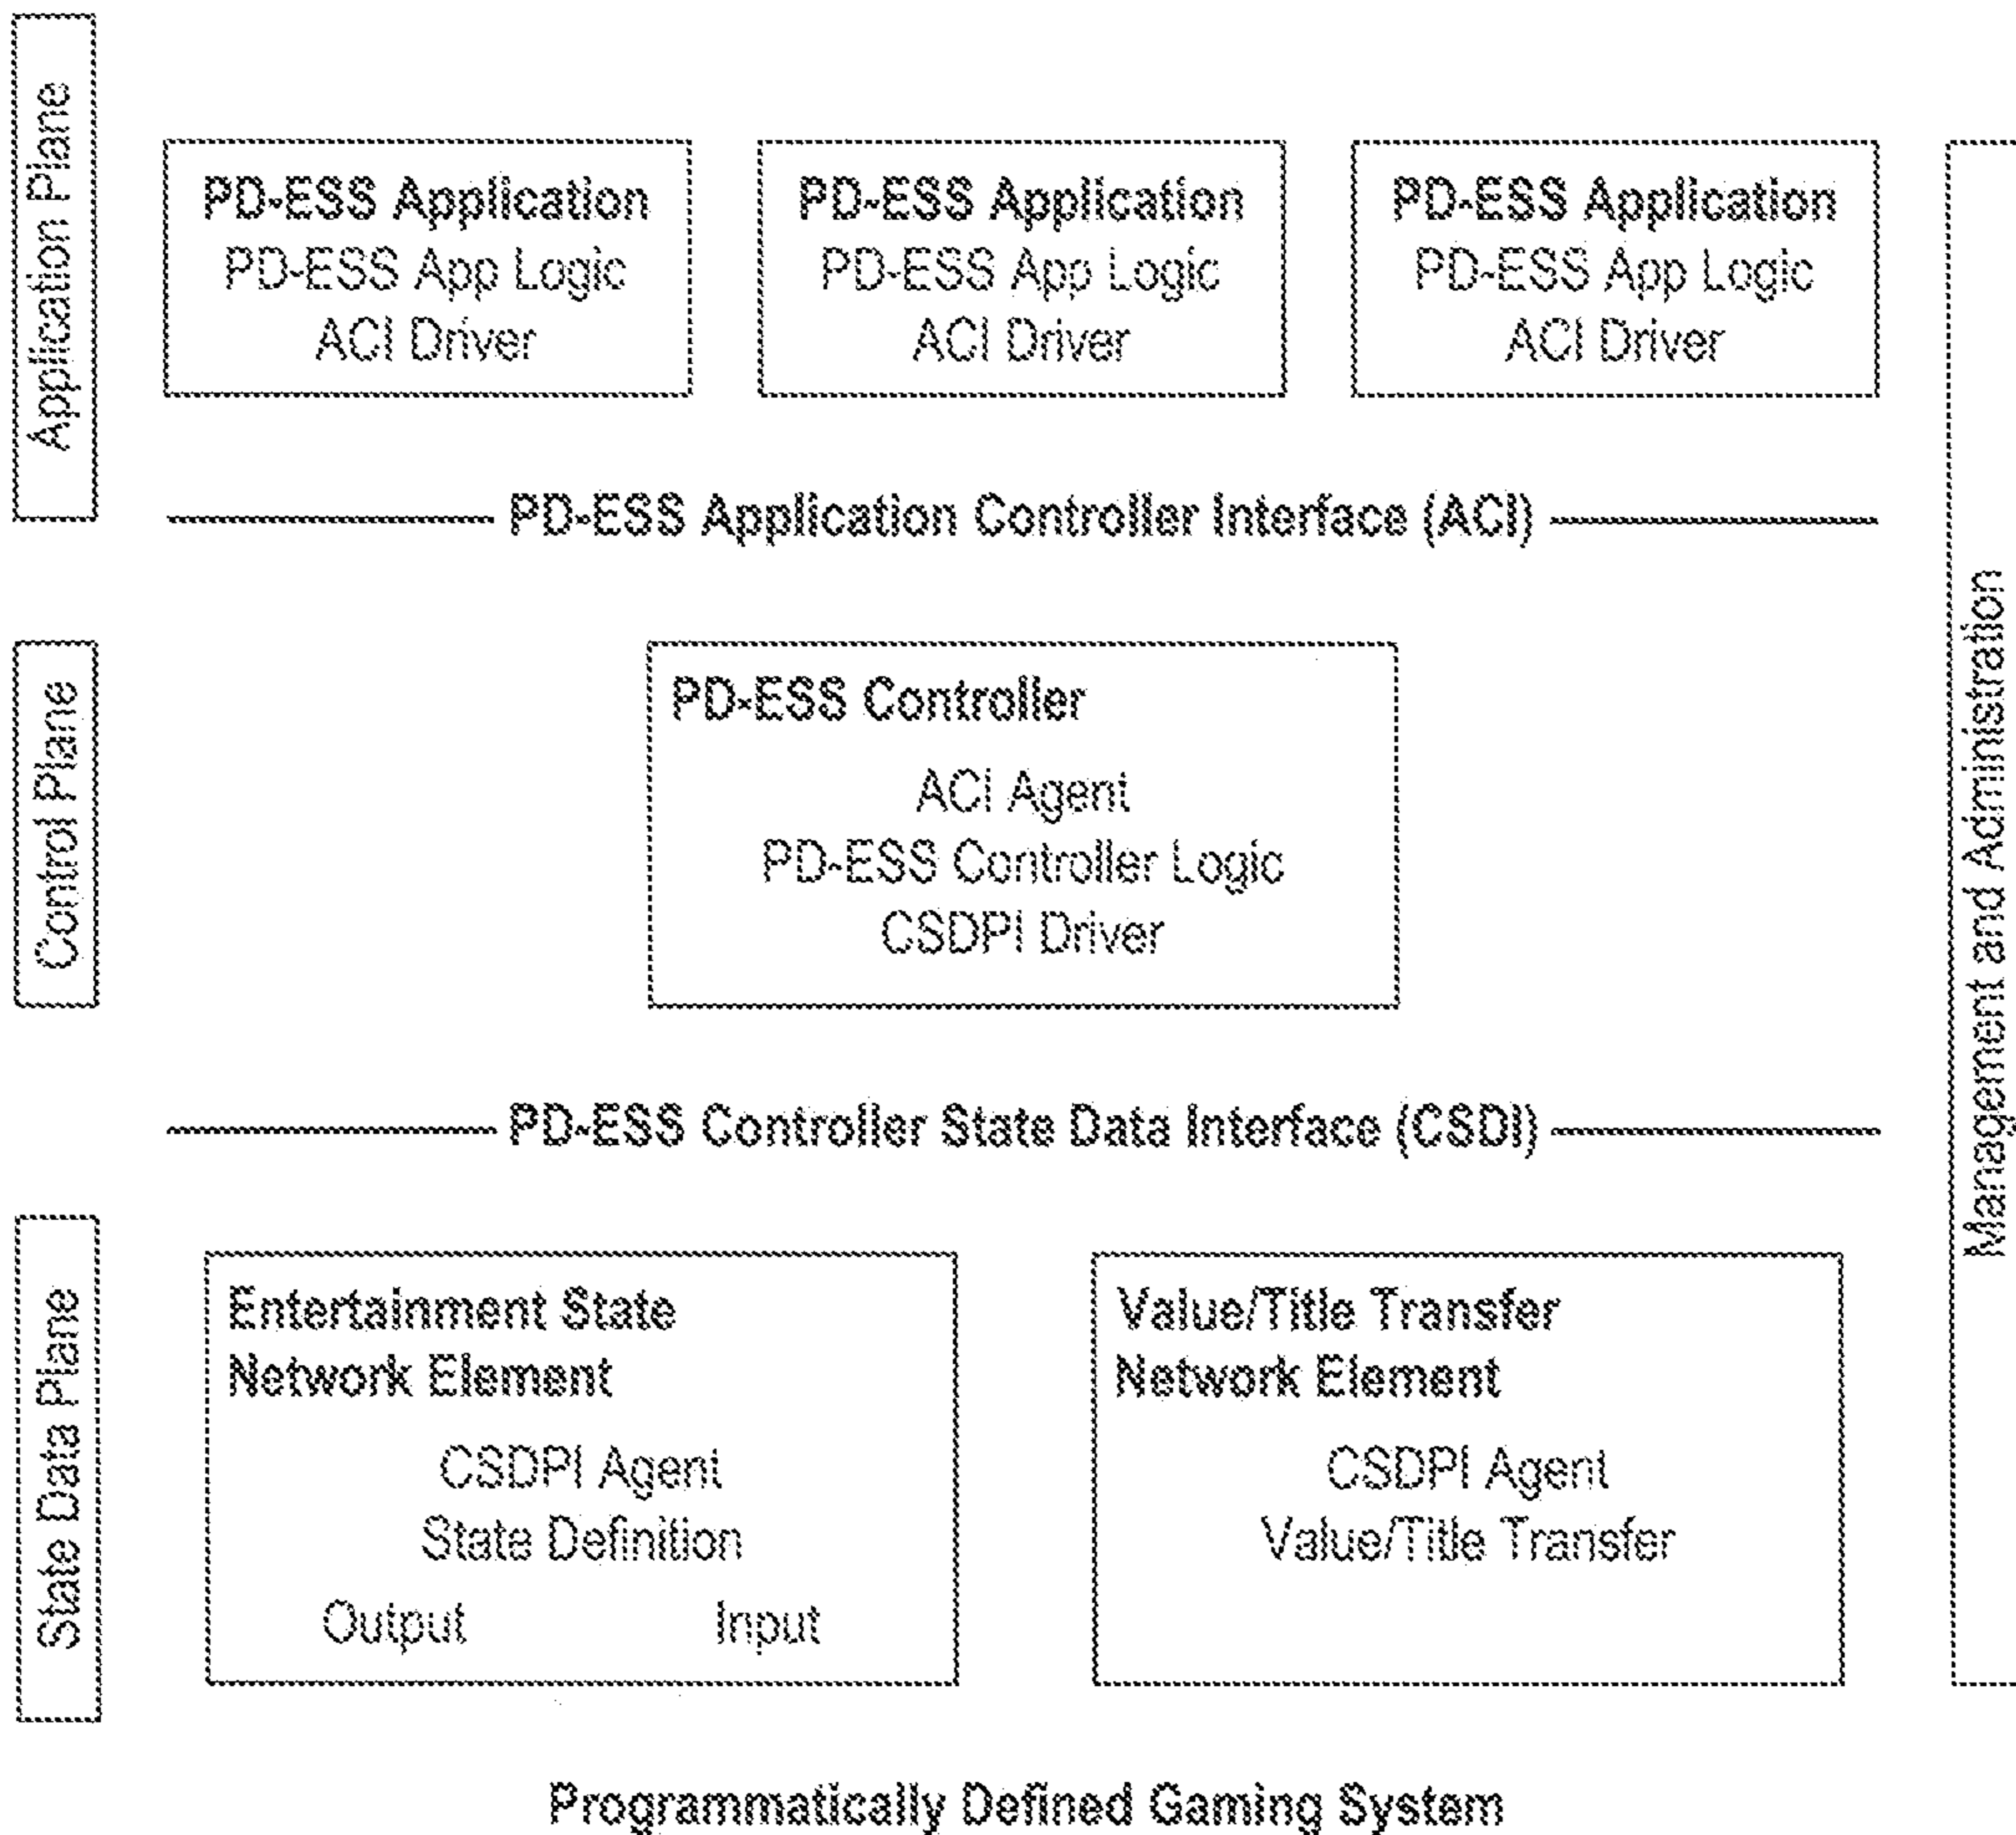 Application Plane
PD-ESS Application
PD-ESS App Logic
ACI Driver
PD-ESS Application
PD-ESS App Logic
ACI Driver
PD-ESS Application
PD-ESS App Logic
ACI Driver
PD-ESS Application Controller Interface (ACI)
Control Plane
PD-ESS Controller
ACI Agent
PD-ESS Controller Logic
CSDPI Driver
Management and Administration
PD-ESS Controller State Data Interface (CSDI)
State Data Plane
Entertainment State
Network Element
CSDPI Agent
State Definition
Output Input
Value/Title Transfer
Network Element
CSDPI Agent
Value/Title Transfer
Programmatically Defined Gaming System